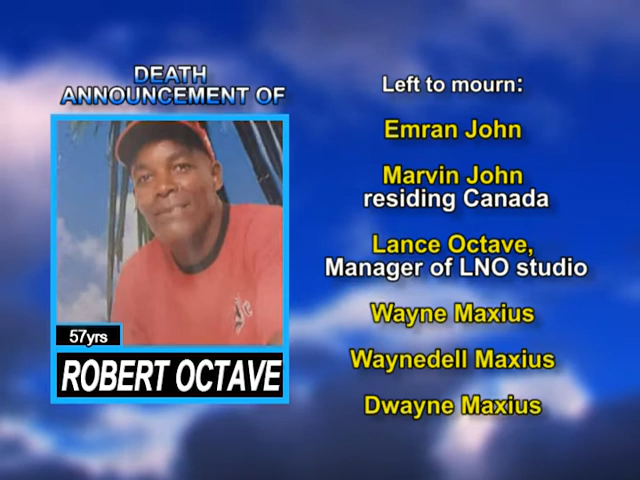 DEATH
ANNOUNCEMENT OF
57yrs
ROBERT OCTAVE
Left to mourn:
Emran John
Marvin John
residing Canada
Lance Octave,
Manager of LNO studio
Wayne Maxius
Waynedell Maxius
Dwayne Maxius